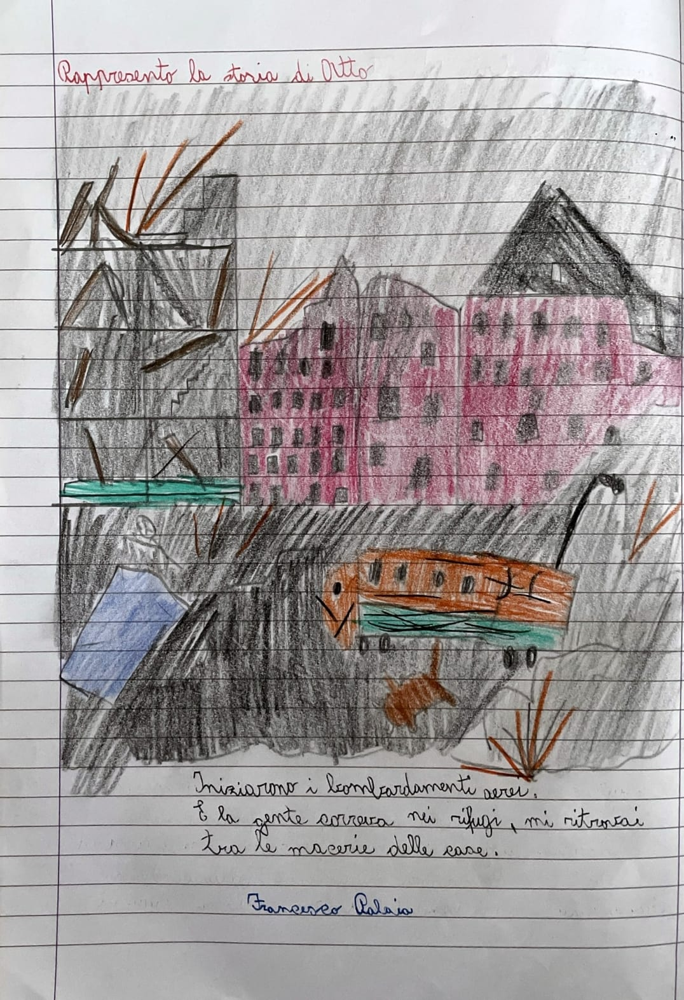 Rappresento la storia di Otto
Iniziarono i bombardamenti aerei.
E la gente correva nei rifugi, mi ritrovai
tra le macerie delle case.
Francesco Palaia